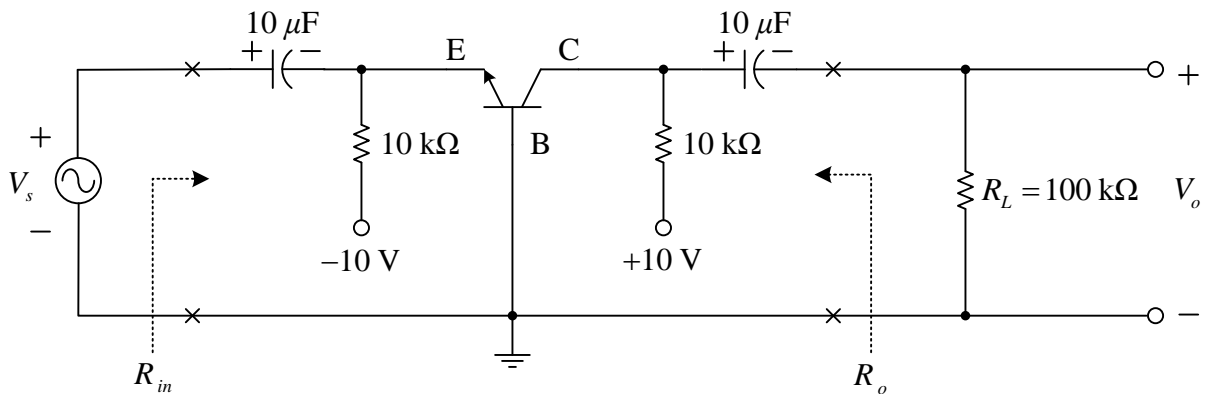 10 μF
10 μF
+ −
E
C
+ −
+
+
10 kΩ
B
10 kΩ
V_s
R_L = 100 kΩ
V_o
−
−10 V
+10 V
−
R_in
R_o